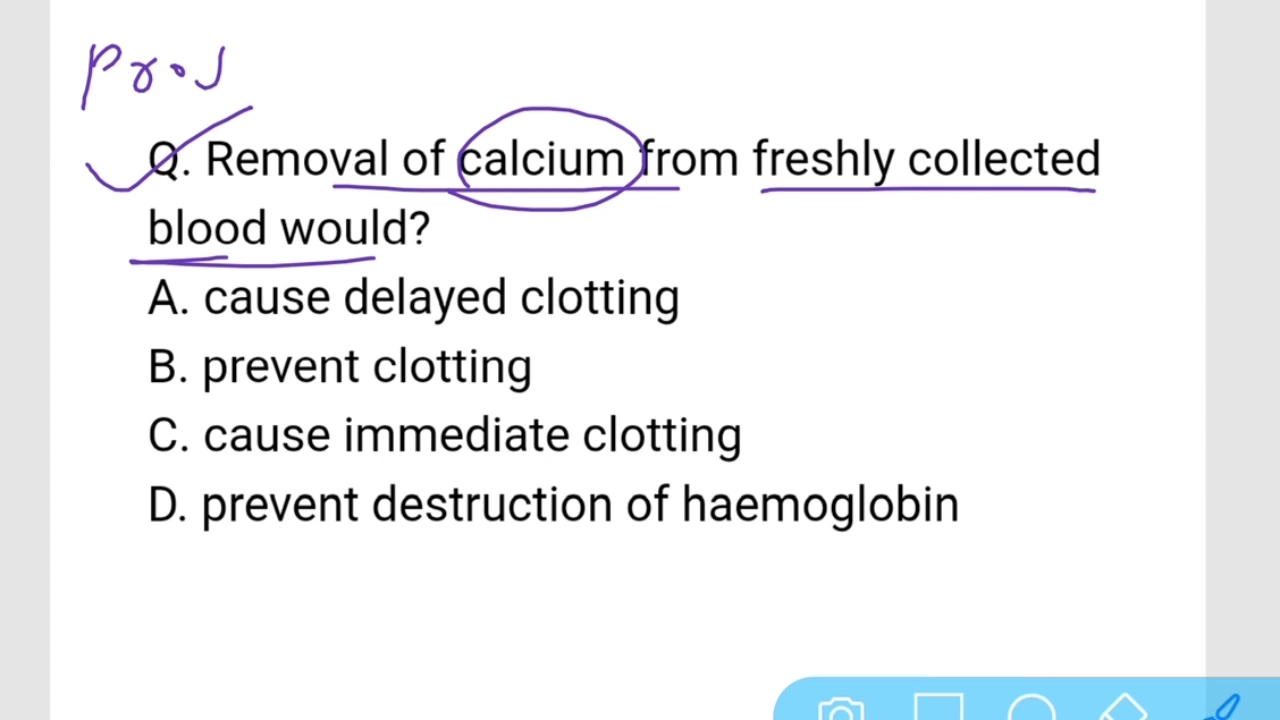 Q. Removal of calcium from freshly collected
blood would?
A. cause delayed clotting
B. prevent clotting
C. cause immediate clotting
D. prevent destruction of haemoglobin